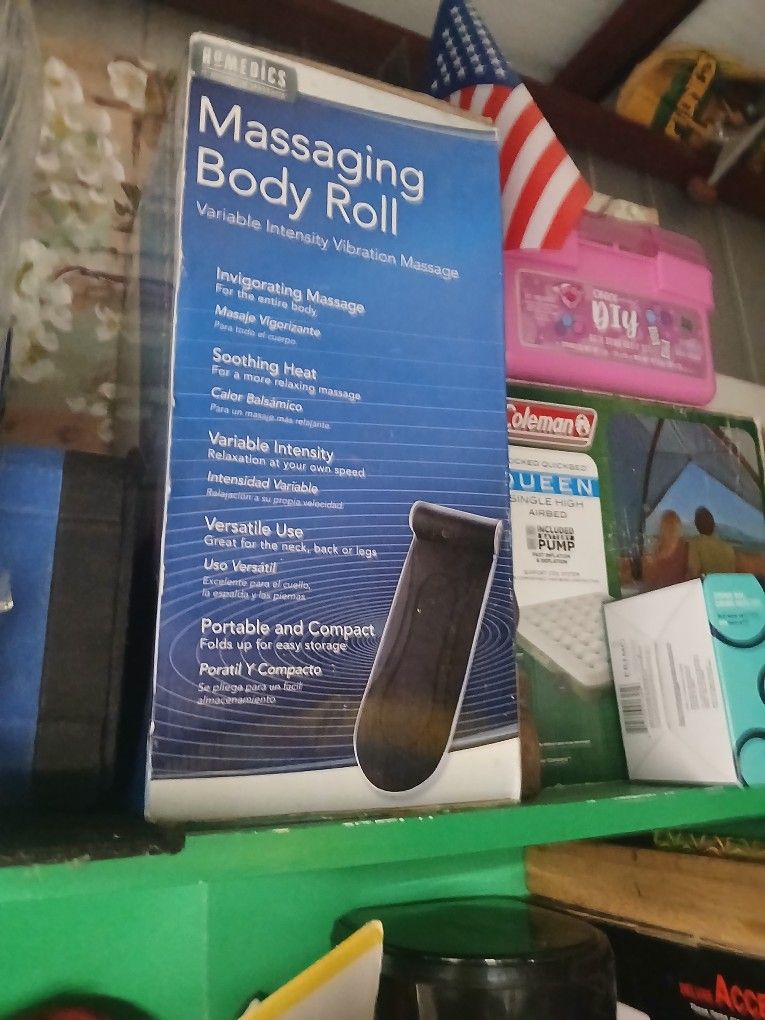 HOMEDICS
Massaging
Body Roll
Variable Intensity Vibration Massage
Invigorating Massage
For the entire body
Masaje Vigorizante
Para todo el cuerpo
Soothing Heat
For a more relaxing massage
Calor Balsámico
Para un masaje más relajante
Variable Intensity
Relaxation at your own speed
Intensidad Variable
Relajación a su propia velocidad
Versatile Use
Great for the neck, back or legs
Uso Versátil
Excelente para el cuello,
la espalda y las piernas
Portable and Compact
Folds up for easy storage
Poratil Y Compacto
Se pliega para un fácil
almacenamiento
DIY
Coleman
QUICKBED
QUEEN
SINGLE HIGH
AIRBED
INCLUDED
PUMP
ACCE